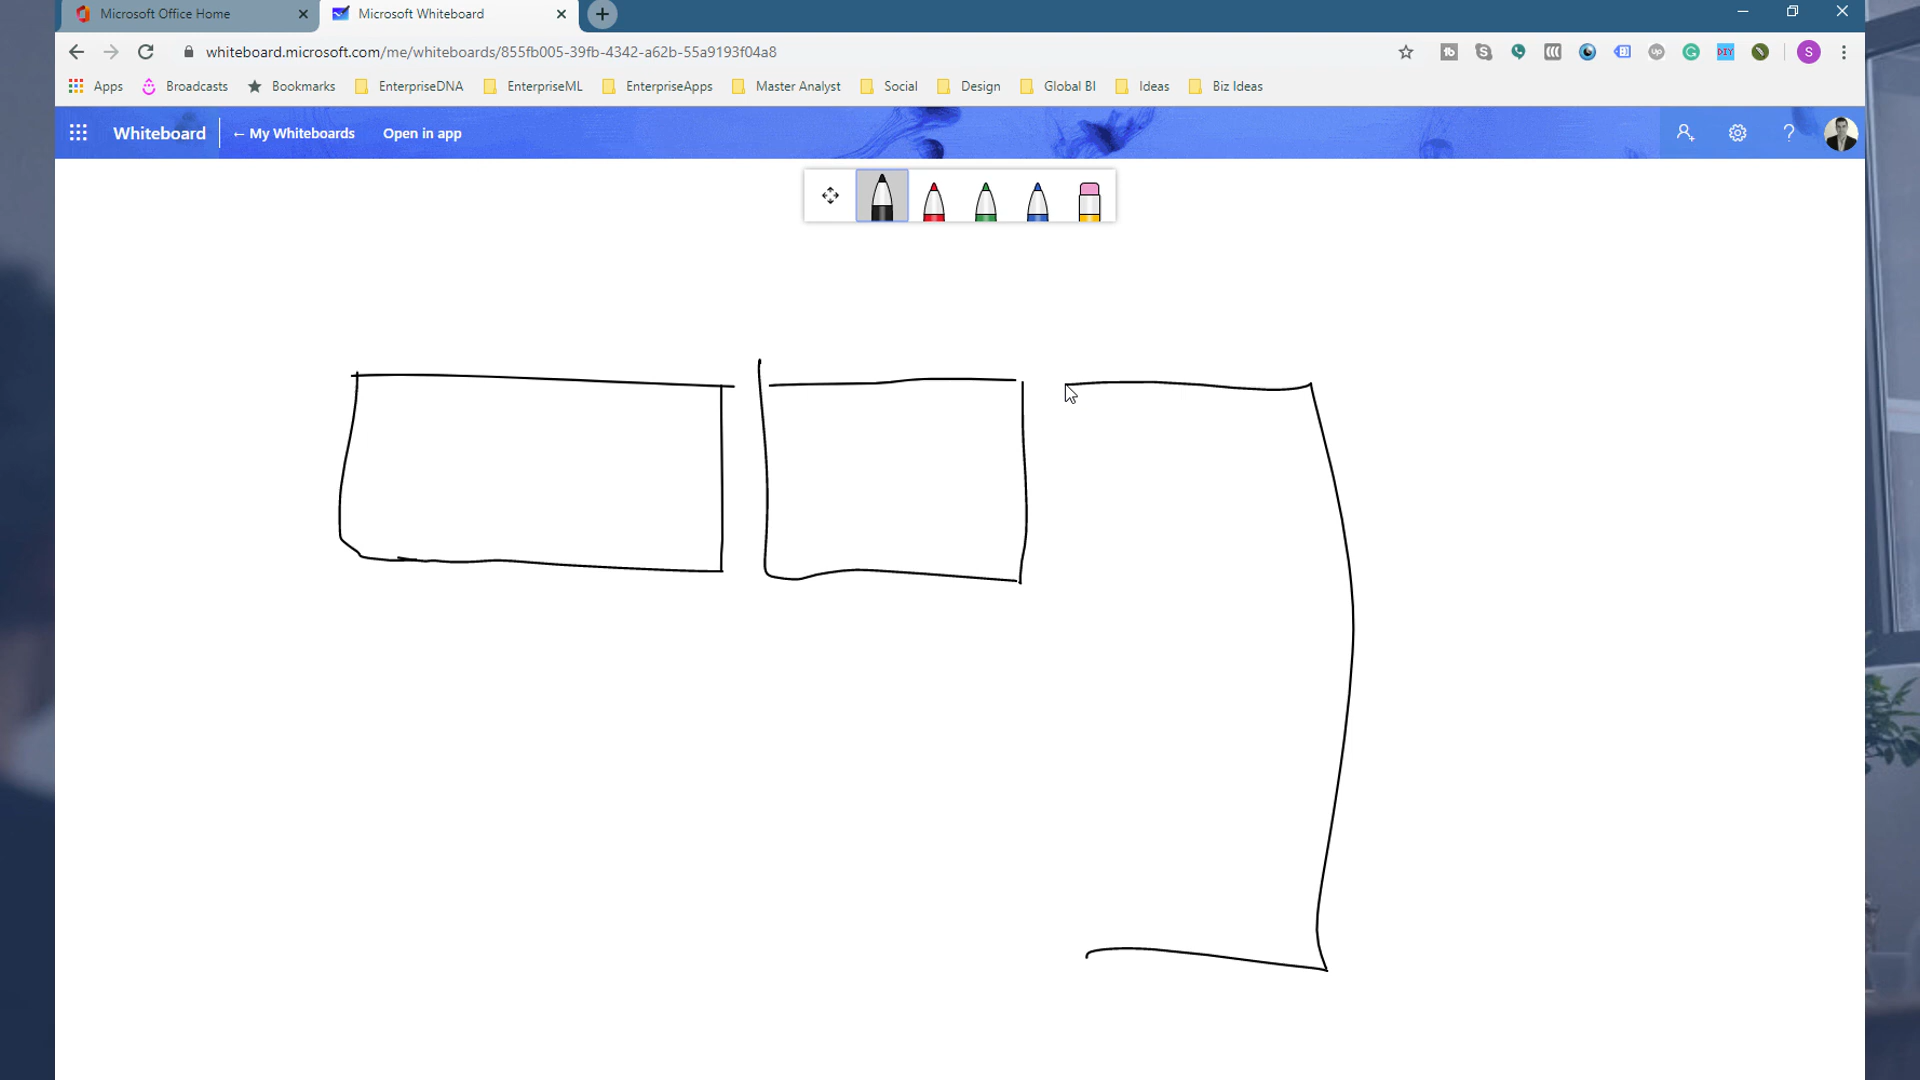 Microsoft Office Home
Microsoft Whiteboard
whiteboard.microsoft.com/me/whiteboards/855fb005-39fb-4342-a62b-55a9193f04a8
S
Apps Broadcasts Bookmarks EnterpriseDNA EnterpriseML EnterpriseApps Master Analyst Social Design Global BI Ideas Biz Ideas
Whiteboard ← My Whiteboards Open in app ?